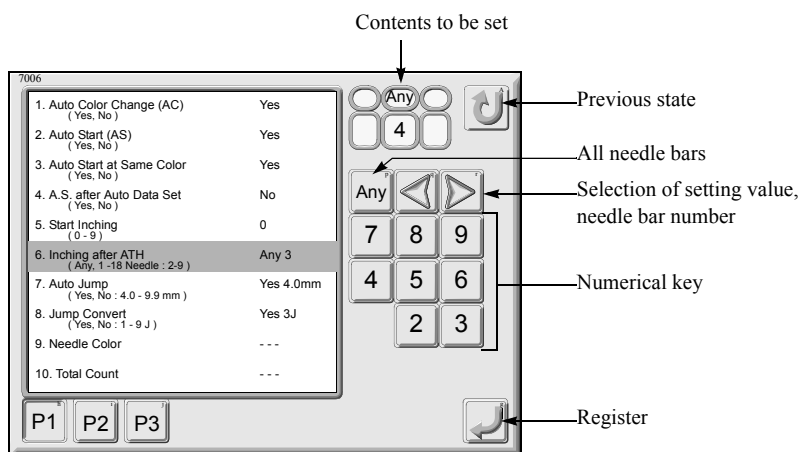 Contents to be set
7006
1. Auto Color Change (AC) Yes
( Yes, No )
2. Auto Start (AS) Yes
( Yes, No )
3. Auto Start at Same Color Yes
( Yes, No )
4. A.S. after Auto Data Set No
( Yes, No )
5. Start Inching 0
( 0 - 9 )
6. Inching after ATH Any 3
( Any, 1 -18 Needle : 2-9 )
7. Auto Jump Yes 4.0mm
( Yes, No : 4.0 - 9.9 mm )
8. Jump Convert Yes 3J
( Yes, No : 1 - 9 J )
9. Needle Color - - -
10. Total Count - - -
P1 P2 P3
Any
4
Previous state
All needle bars
Any
Selection of setting value,
needle bar number
7 8 9
4 5 6
2 3
Numerical key
Register